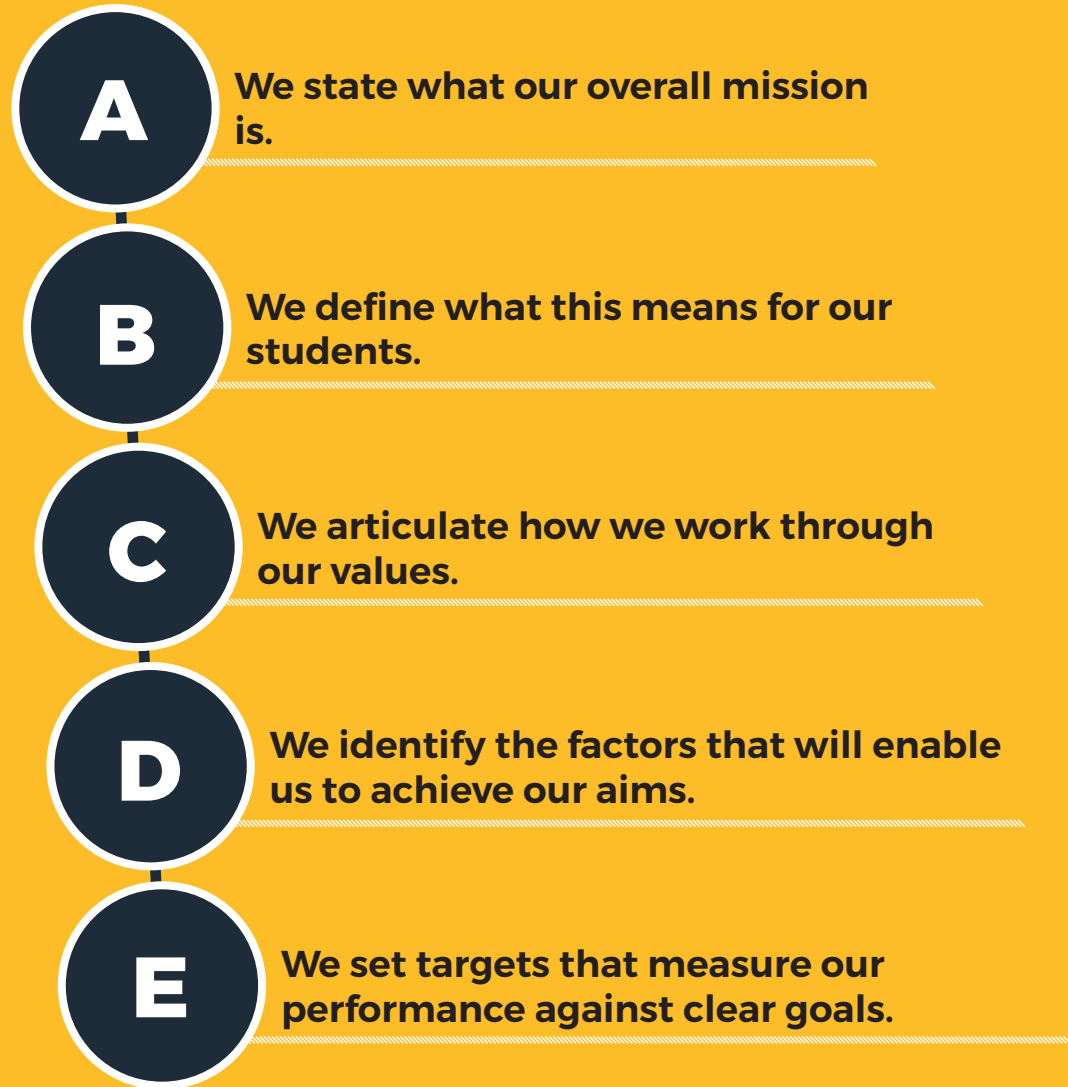 A
We state what our overall mission
is.
B
We define what this means for our
students.
C
We articulate how we work through
our values.
D
We identify the factors that will enable
us to achieve our aims.
E
We set targets that measure our
performance against clear goals.